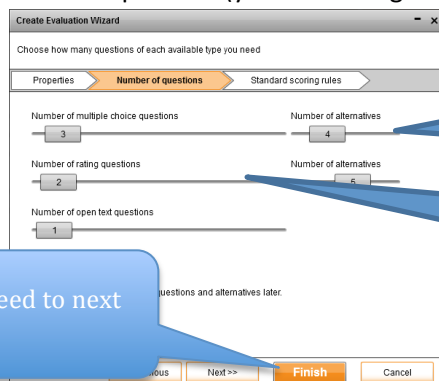 Create Evaluation Wizard
Choose how many questions of each available type you need
Properties Number of questions Standard scoring rules
Number of multiple choice questions Number of alternatives
3 4
Number of rating questions Number of alternatives
2 5
Number of open text questions
1
questions and alternatives later.
to next
Next >> Finish Cancel